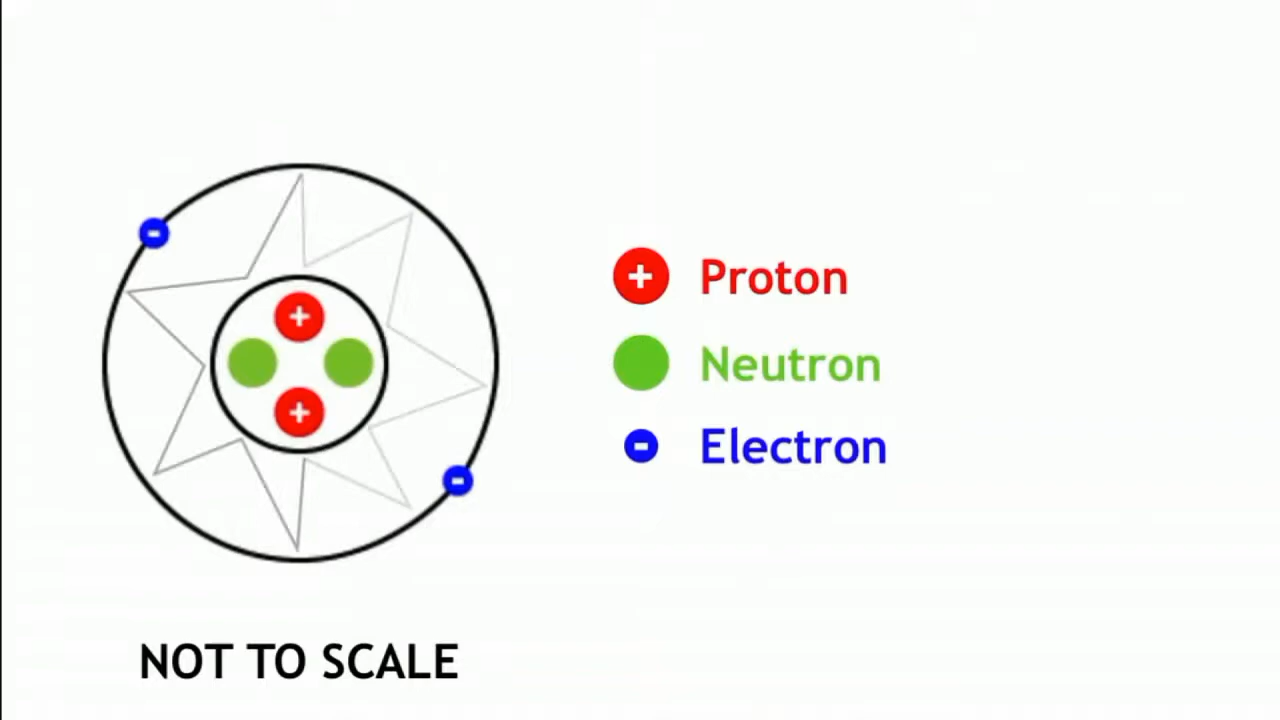 + Proton
Neutron
- Electron
+
+
-
-
NOT TO SCALE